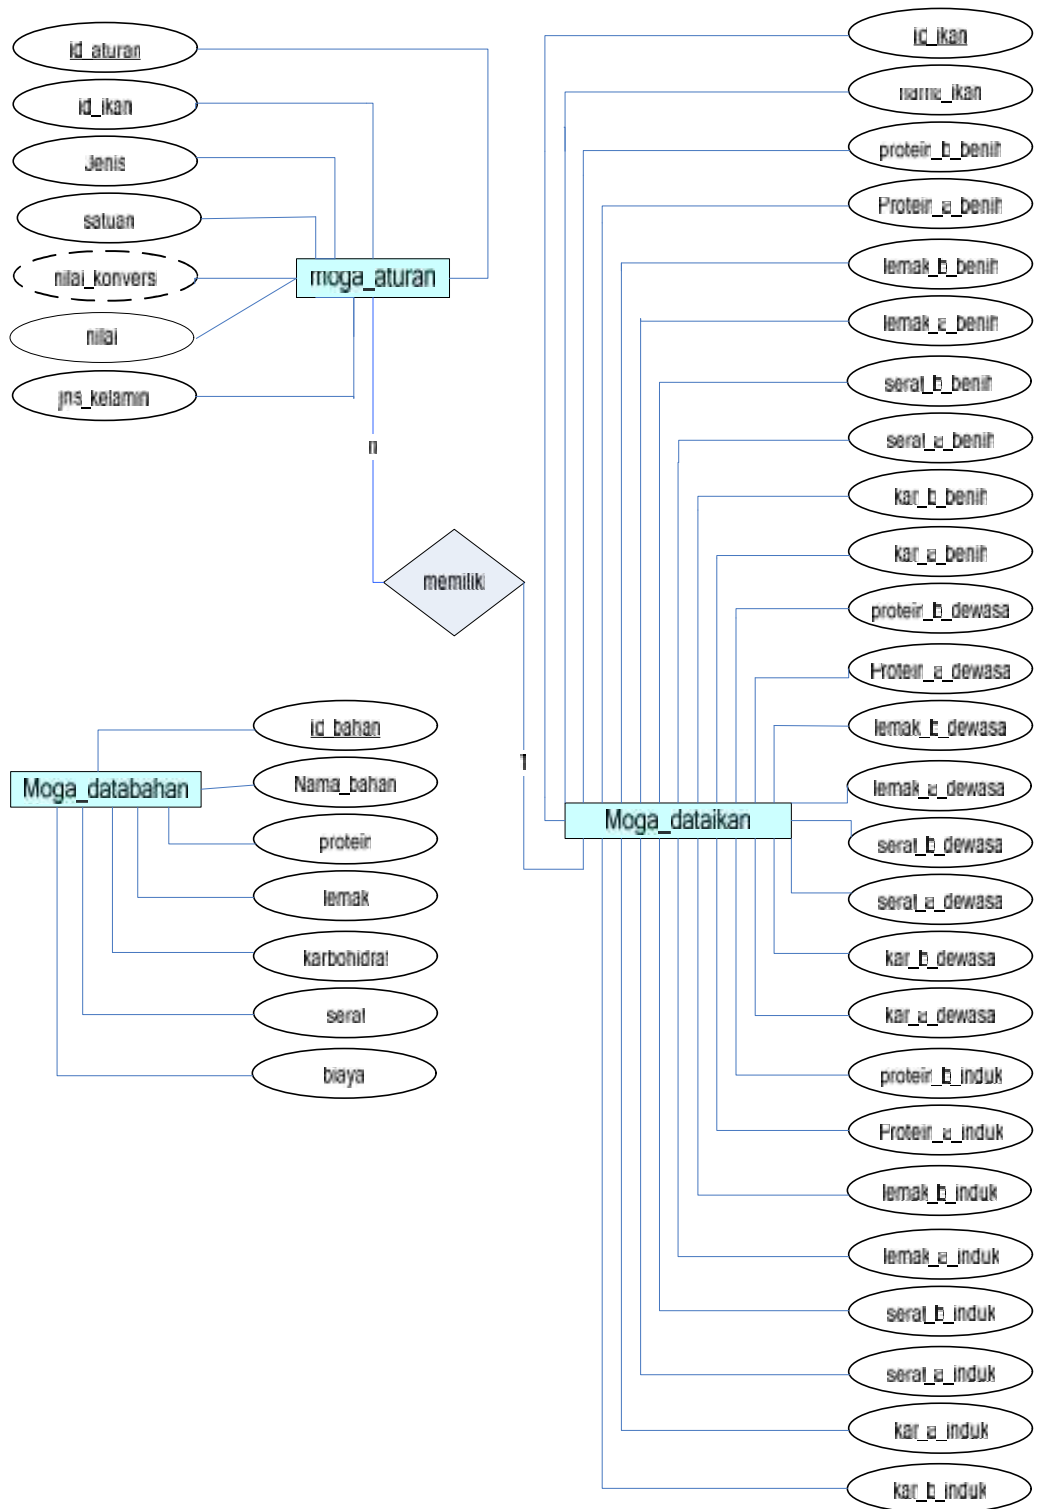 id_aturan
id_ikan
Jenis
satuan
nilai_konvers
nilai
jns_kelamin
moga_aturan
n
memiliki
1
id_bahan
Moga_databahan
Nama_bahan
protein
lemak
karbohidrat
serat
biaya
id_ikan
nama_ikan
protein_b_benih
Protein_a_benih
lemak_b_benih
lemak_a_benih
serat_b_benih
serat_a_benih
kar_b_benih
kar_a_benih
protein_b_dewasa
Protein_a_dewasa
lemak_b_dewasa
lemak_a_dewasa
Moga_dataikan
serat_b_dewasa
serat_a_dewasa
kar_b_dewasa
kar_a_dewasa
protein_b_induk
Protein_a_induk
lemak_b_induk
lemak_a_induk
serat_b_induk
serat_a_induk
kar_a_induk
kar_b_induk